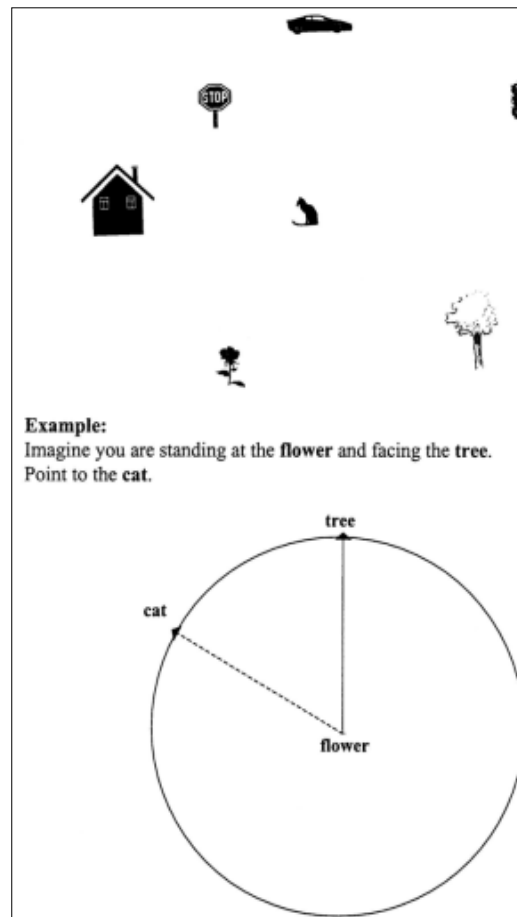 STOP
Example:
Imagine you are standing at the flower and facing the tree.
Point to the cat.
tree
cat
flower